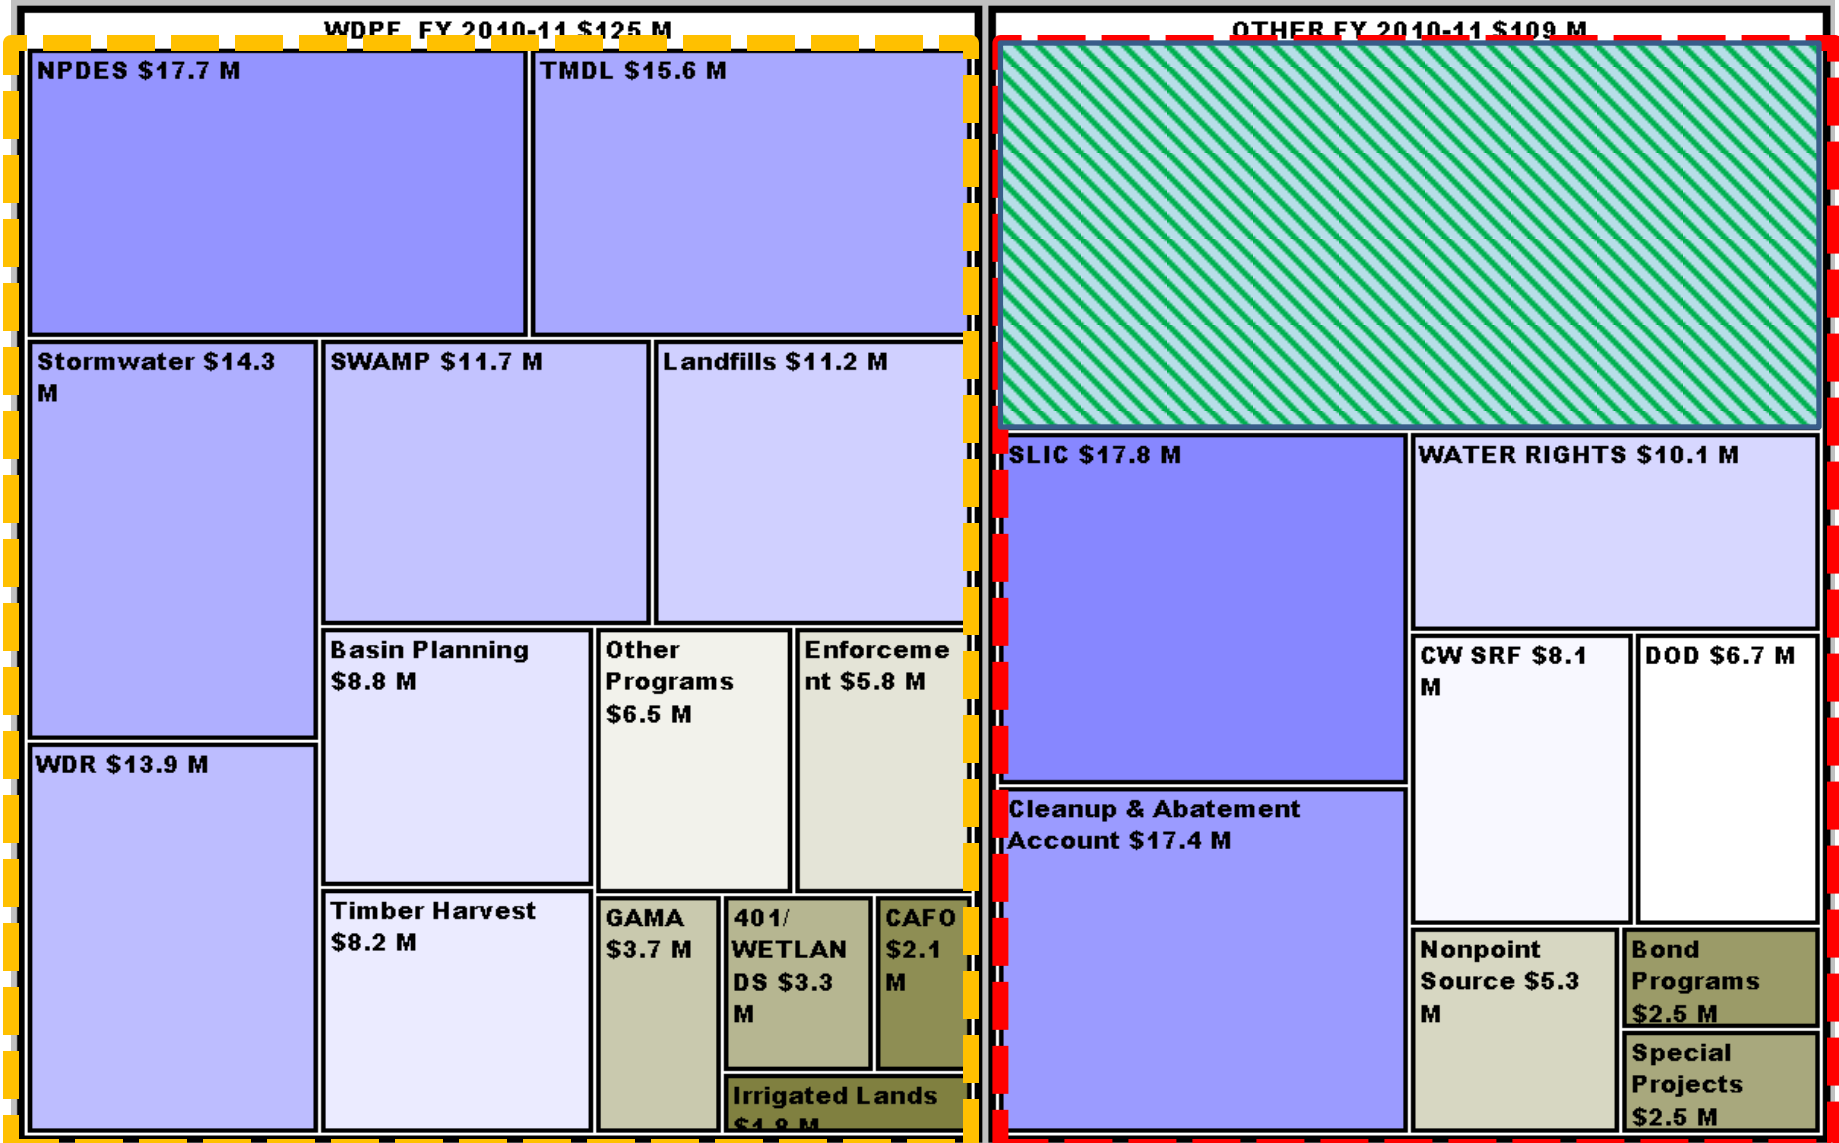 WDPF FY 2010-11 $125 M
NPDES $17.7 M
TMDL $15.6 M
Stormwater $14.3
M
SWAMP $11.7 M
Landfills $11.2 M
Basin Planning
$8.8 M
Other
Programs
$6.5 M
Enforceme
nt $5.8 M
WDR $13.9 M
Timber Harvest
$8.2 M
GAMA
$3.7 M
401/
WETLAN
DS $3.3
M
CAFO
$2.1
M
Irrigated Lands
OTHER FY 2010-11 $109 M
SLIC $17.8 M
WATER RIGHTS $10.1 M
CW SRF $8.1
M
DOD $6.7 M
Cleanup & Abatement
Account $17.4 M
Nonpoint
Source $5.3
M
Bond
Programs
$2.5 M
Special
Projects
$2.5 M